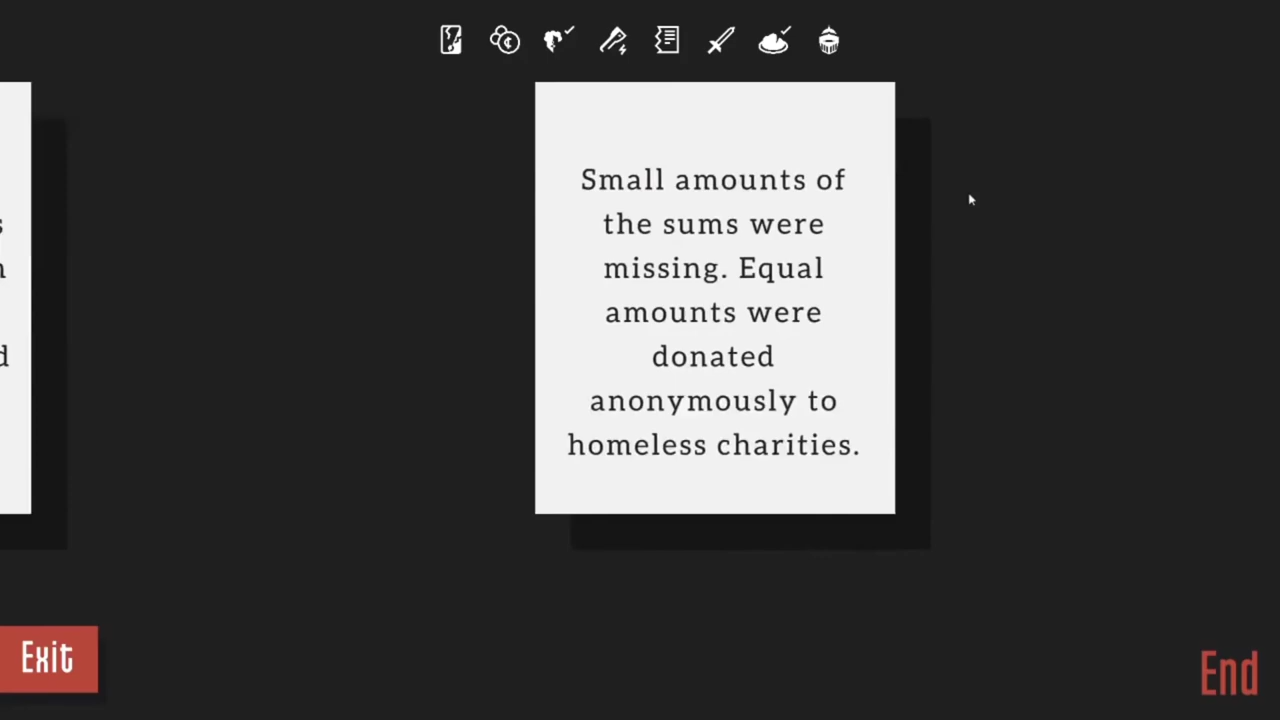 Small amounts of
the sums were
missing. Equal
amounts were
donated
anonymously to
homeless charities.
Exit
End